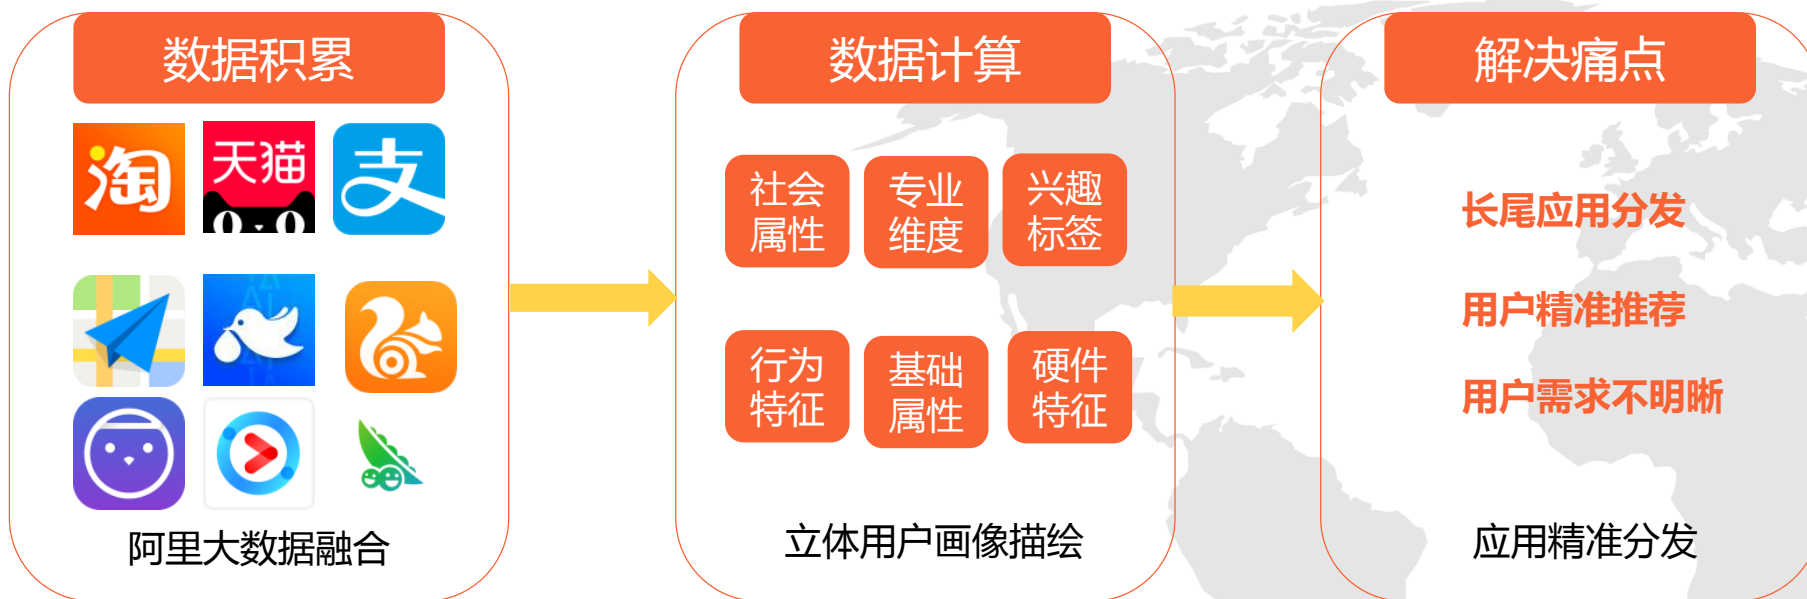 数据积累
淘
天猫
支
阿里大数据融合
数据计算
社会
属性
专业
维度
兴趣
标签
行为
特征
基础
属性
硬件
特征
立体用户画像描绘
解决痛点
长尾应用分发
用户精准推荐
用户需求不明晰
应用精准分发